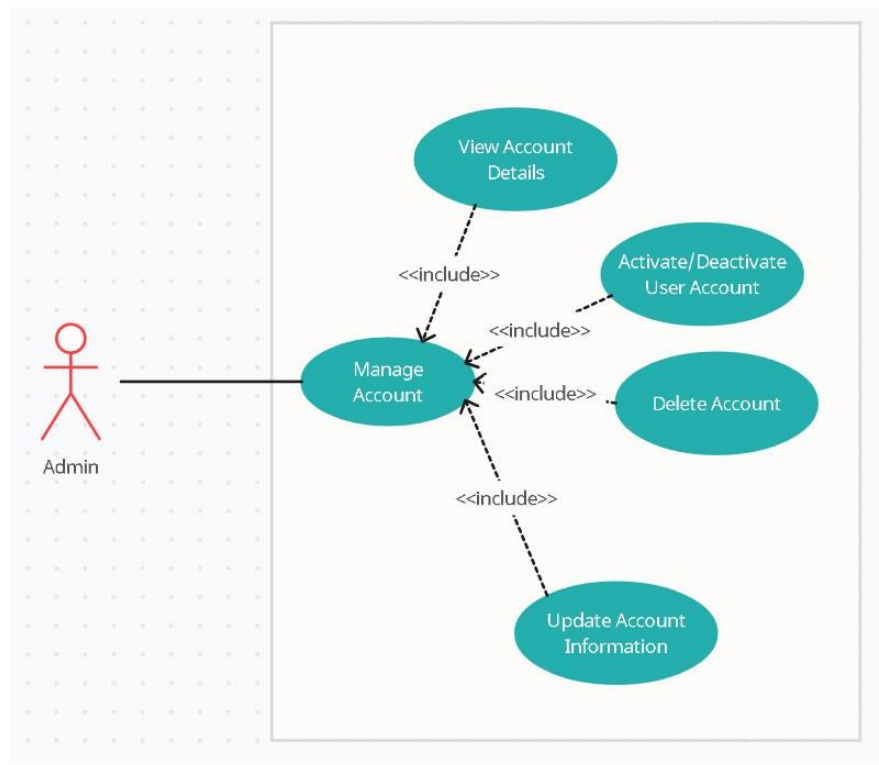 View Account
Details
<<include>>
Activate/Deactivate
User Account
<<include>>
Manage
Account
<<include>>
Delete Account
Admin
<<include>>
Update Account
Information